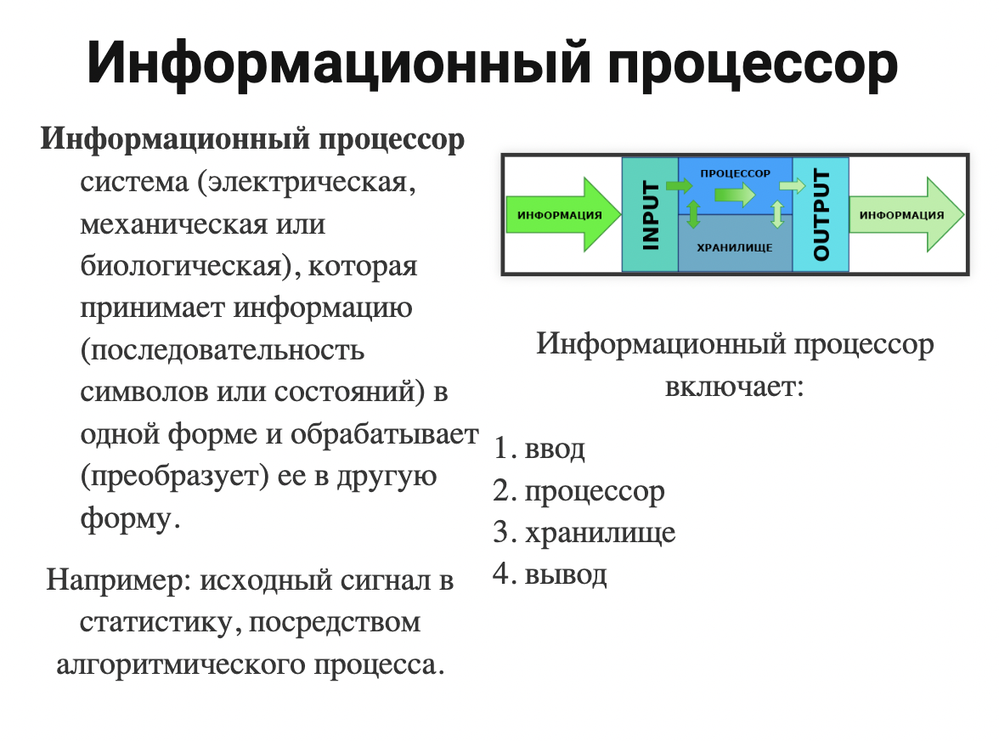 Информационный процессор
Информационный процессор
система (электрическая,
механическая или
биологическая), которая
принимает информацию
(последовательность
символов или состояний) в
одной форме и обрабатывает
(преобразует) ее в другую
форму.
Например: исходный сигнал в
статистику, посредством
алгоритмического процесса.
ИНФОРМАЦИЯ
INPUT
ПРОЦЕССОР
ХРАНИЛИЩЕ
OUTPUT
ИНФОРМАЦИЯ
Информационный процессор
включает:
1. ввод
2. процессор
3. хранилище
4. вывод